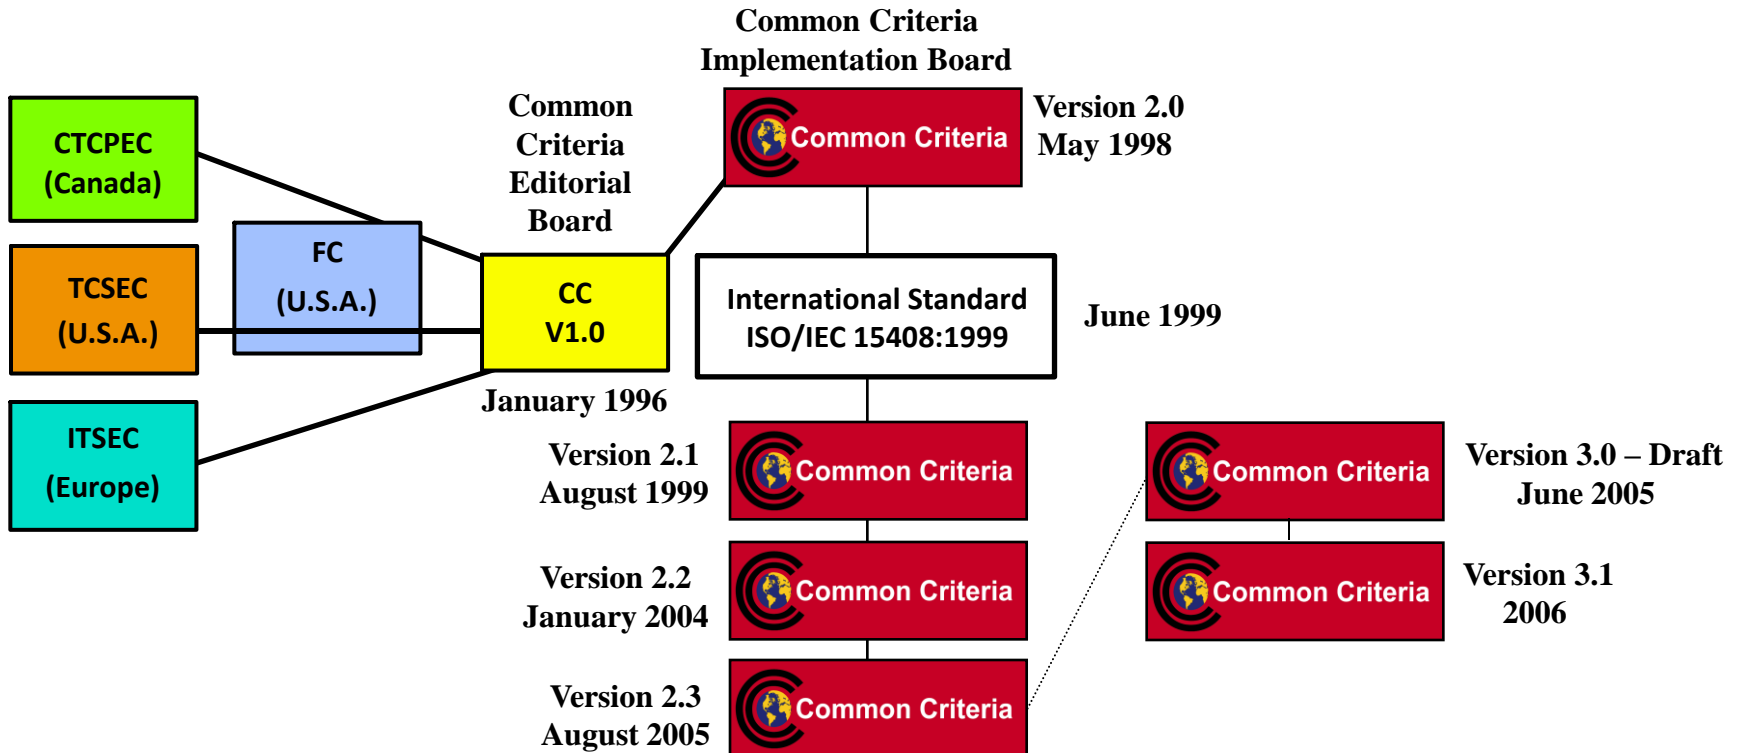 Common Criteria
Implementation Board
Common
Criteria
Editorial
Board
CTCPEC
(Canada)
Common Criteria
Version 2.0
May 1998
FC
(U.S.A.)
TCSEC
(U.S.A.)
CC
V1.0
International Standard
ISO/IEC 15408:1999
June 1999
January 1996
ITSEC
(Europe)
Version 2.1
August 1999
Common Criteria
Common Criteria
Version 3.0 – Draft
June 2005
Version 2.2
January 2004
Common Criteria
Common Criteria
Version 3.1
2006
Version 2.3
August 2005
Common Criteria